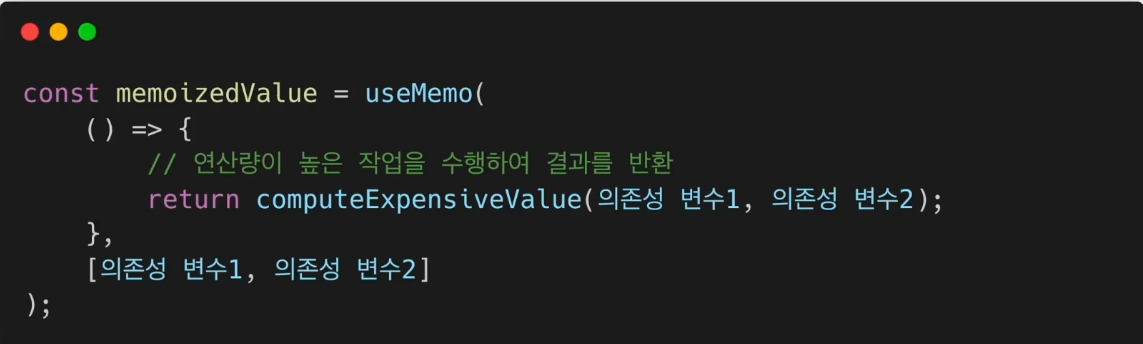 const memoizedValue = useMemo(
    () => {
        // 연산량이 높은 작업을 수행하여 결과를 반환
        return computeExpensiveValue(의존성 변수1, 의존성 변수2);
    },
    [의존성 변수1, 의존성 변수2]
);